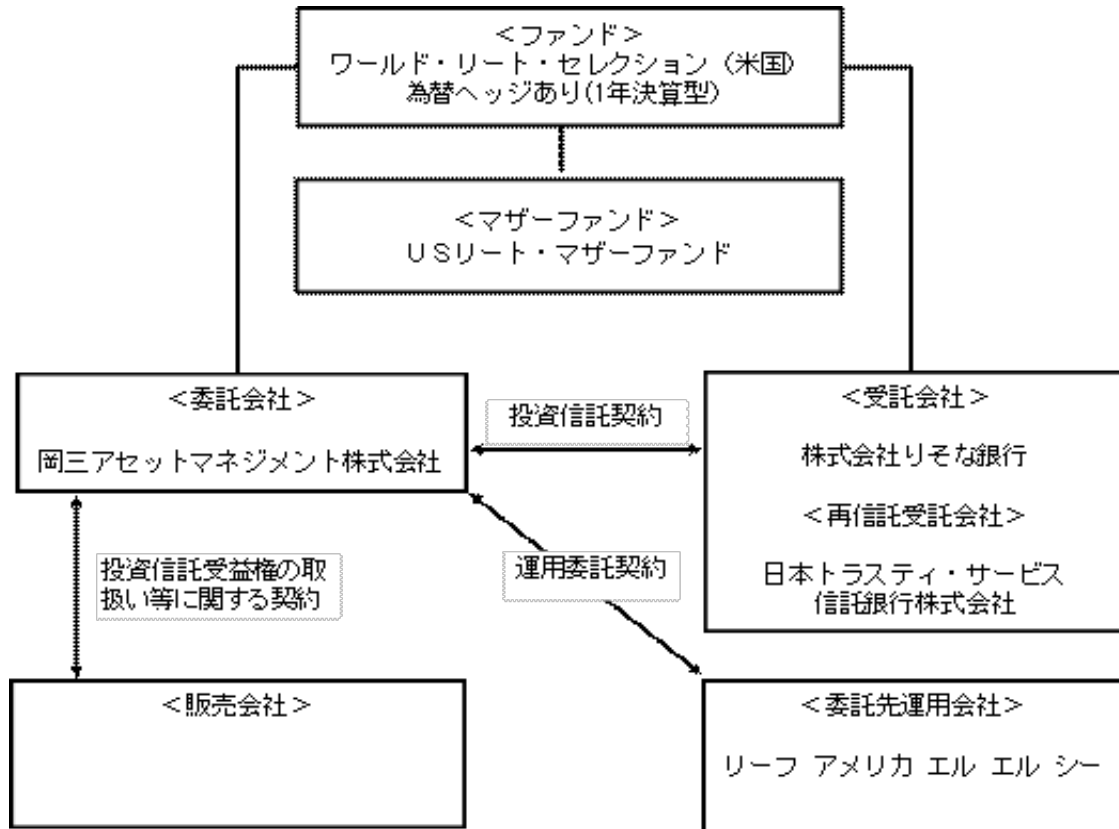 <ファンド>
ワールド・リート・セレクション（米国）
為替ヘッジあり(1年決算型)
<マザーファンド>
ＵＳリート・マザーファンド
<委託会社>
岡三アセットマネジメント株式会社
投資信託契約
<受託会社>
株式会社りそな銀行
<再信託受託会社>
日本トラスティ・サービス
信託銀行株式会社
投資信託受益権の取
扱い等に関する契約
運用委託契約
<販売会社>
<委託先運用会社>
リーフ アメリカ エル エル シー